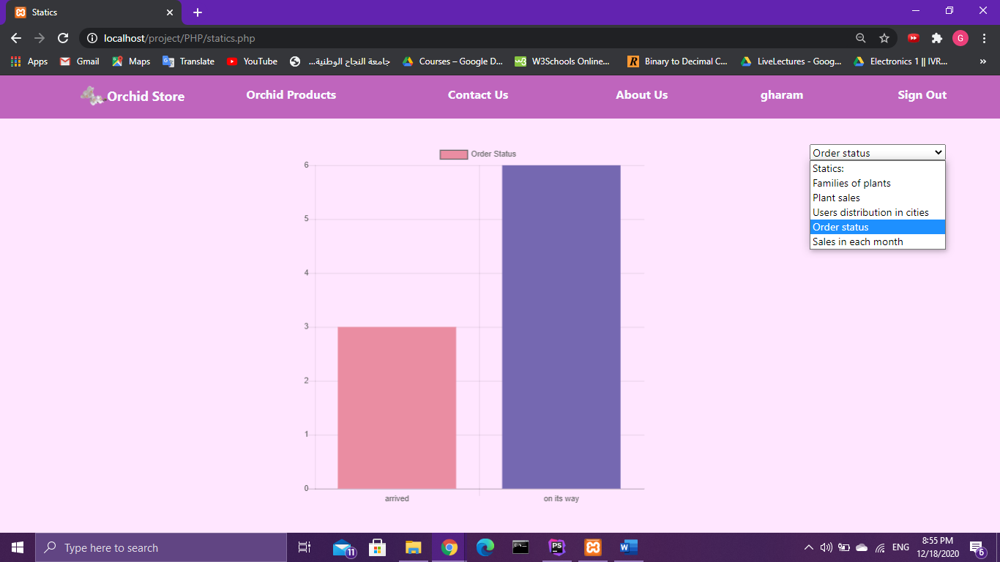 Statics
localhost/project/PHP/statics.php
Apps Gmail Maps Translate YouTube جامعة النجاح الوطنية... Courses – Google D... W3Schools Online... Binary to Decimal C... LiveLectures - Goog... Electronics 1 || IVR... »
Orchid Store Orchid Products Contact Us About Us gharam Sign Out
Order Status
6
5
4
3
2
1
0
arrived on its way
Order status
Statics:
Families of plants
Plant sales
Users distribution in cities
Order status
Sales in each month
Type here to search 11 PS ENG 8:55 PM
12/18/2020 6